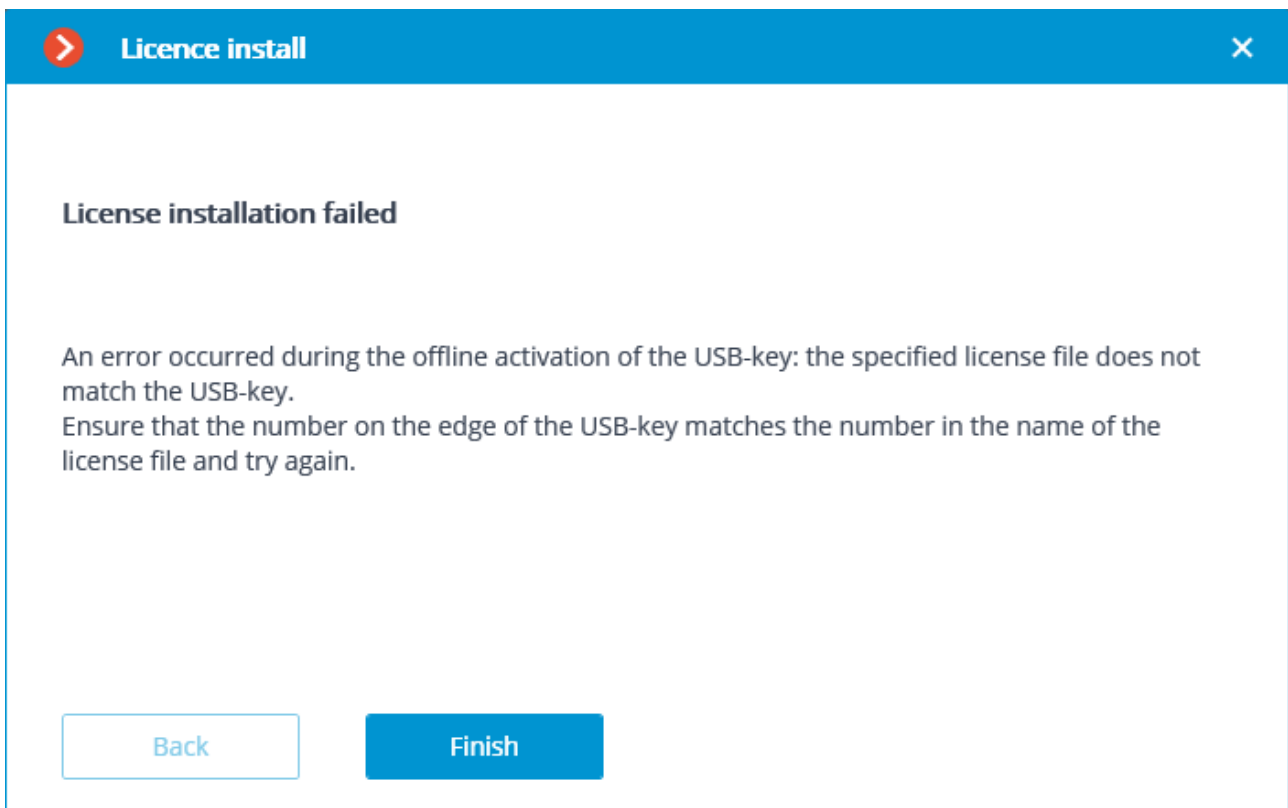 Licence install
License installation failed
An error occurred during the offline activation of the USB-key: the specified license file does not
match the USB-key.
Ensure that the number on the edge of the USB-key matches the number in the name of the
license file and try again.
Back
Finish